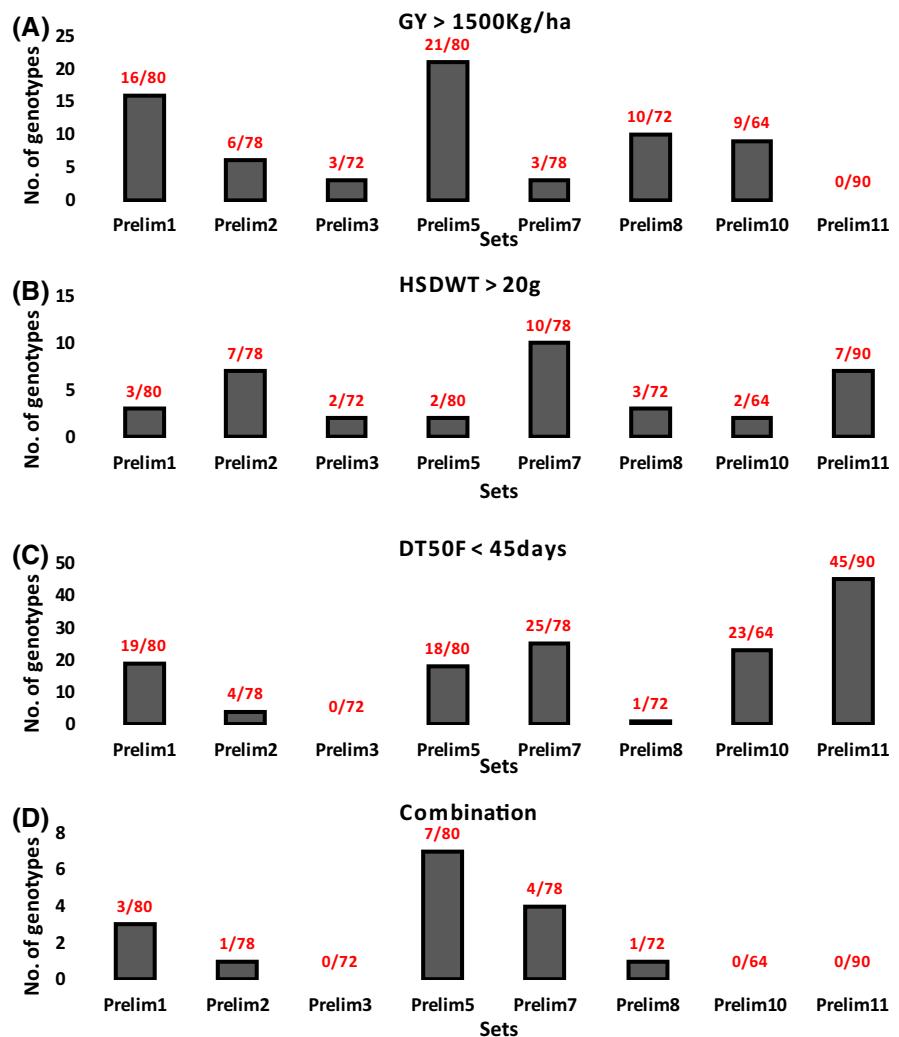 (A)
GY > 1500Kg/ha
No. of genotypes
25
20
15
10
5
0
16/80
6/78
3/72
21/80
3/78
10/72
9/64
0/90
Prelim1 Prelim2 Prelim3 Prelim5 Prelim7 Prelim8 Prelim10 Prelim11
Sets
(B)
HSDWT > 20g
No. of genotypes
15
10
5
0
3/80
7/78
2/72
2/80
10/78
3/72
2/64
7/90
Prelim1 Prelim2 Prelim3 Prelim5 Prelim7 Prelim8 Prelim10 Prelim11
Sets
(C)
DT50F < 45days
No. of genotypes
50
40
30
20
10
0
19/80
4/78
0/72
18/80
25/78
1/72
23/64
45/90
Prelim1 Prelim2 Prelim3 Prelim5 Prelim7 Prelim8 Prelim10 Prelim11
Sets
(D)
Combination
No. of genotypes
8
6
4
2
0
3/80
1/78
0/72
7/80
4/78
1/72
0/64
0/90
Prelim1 Prelim2 Prelim3 Prelim5 Prelim7 Prelim8 Prelim10 Prelim11
Sets